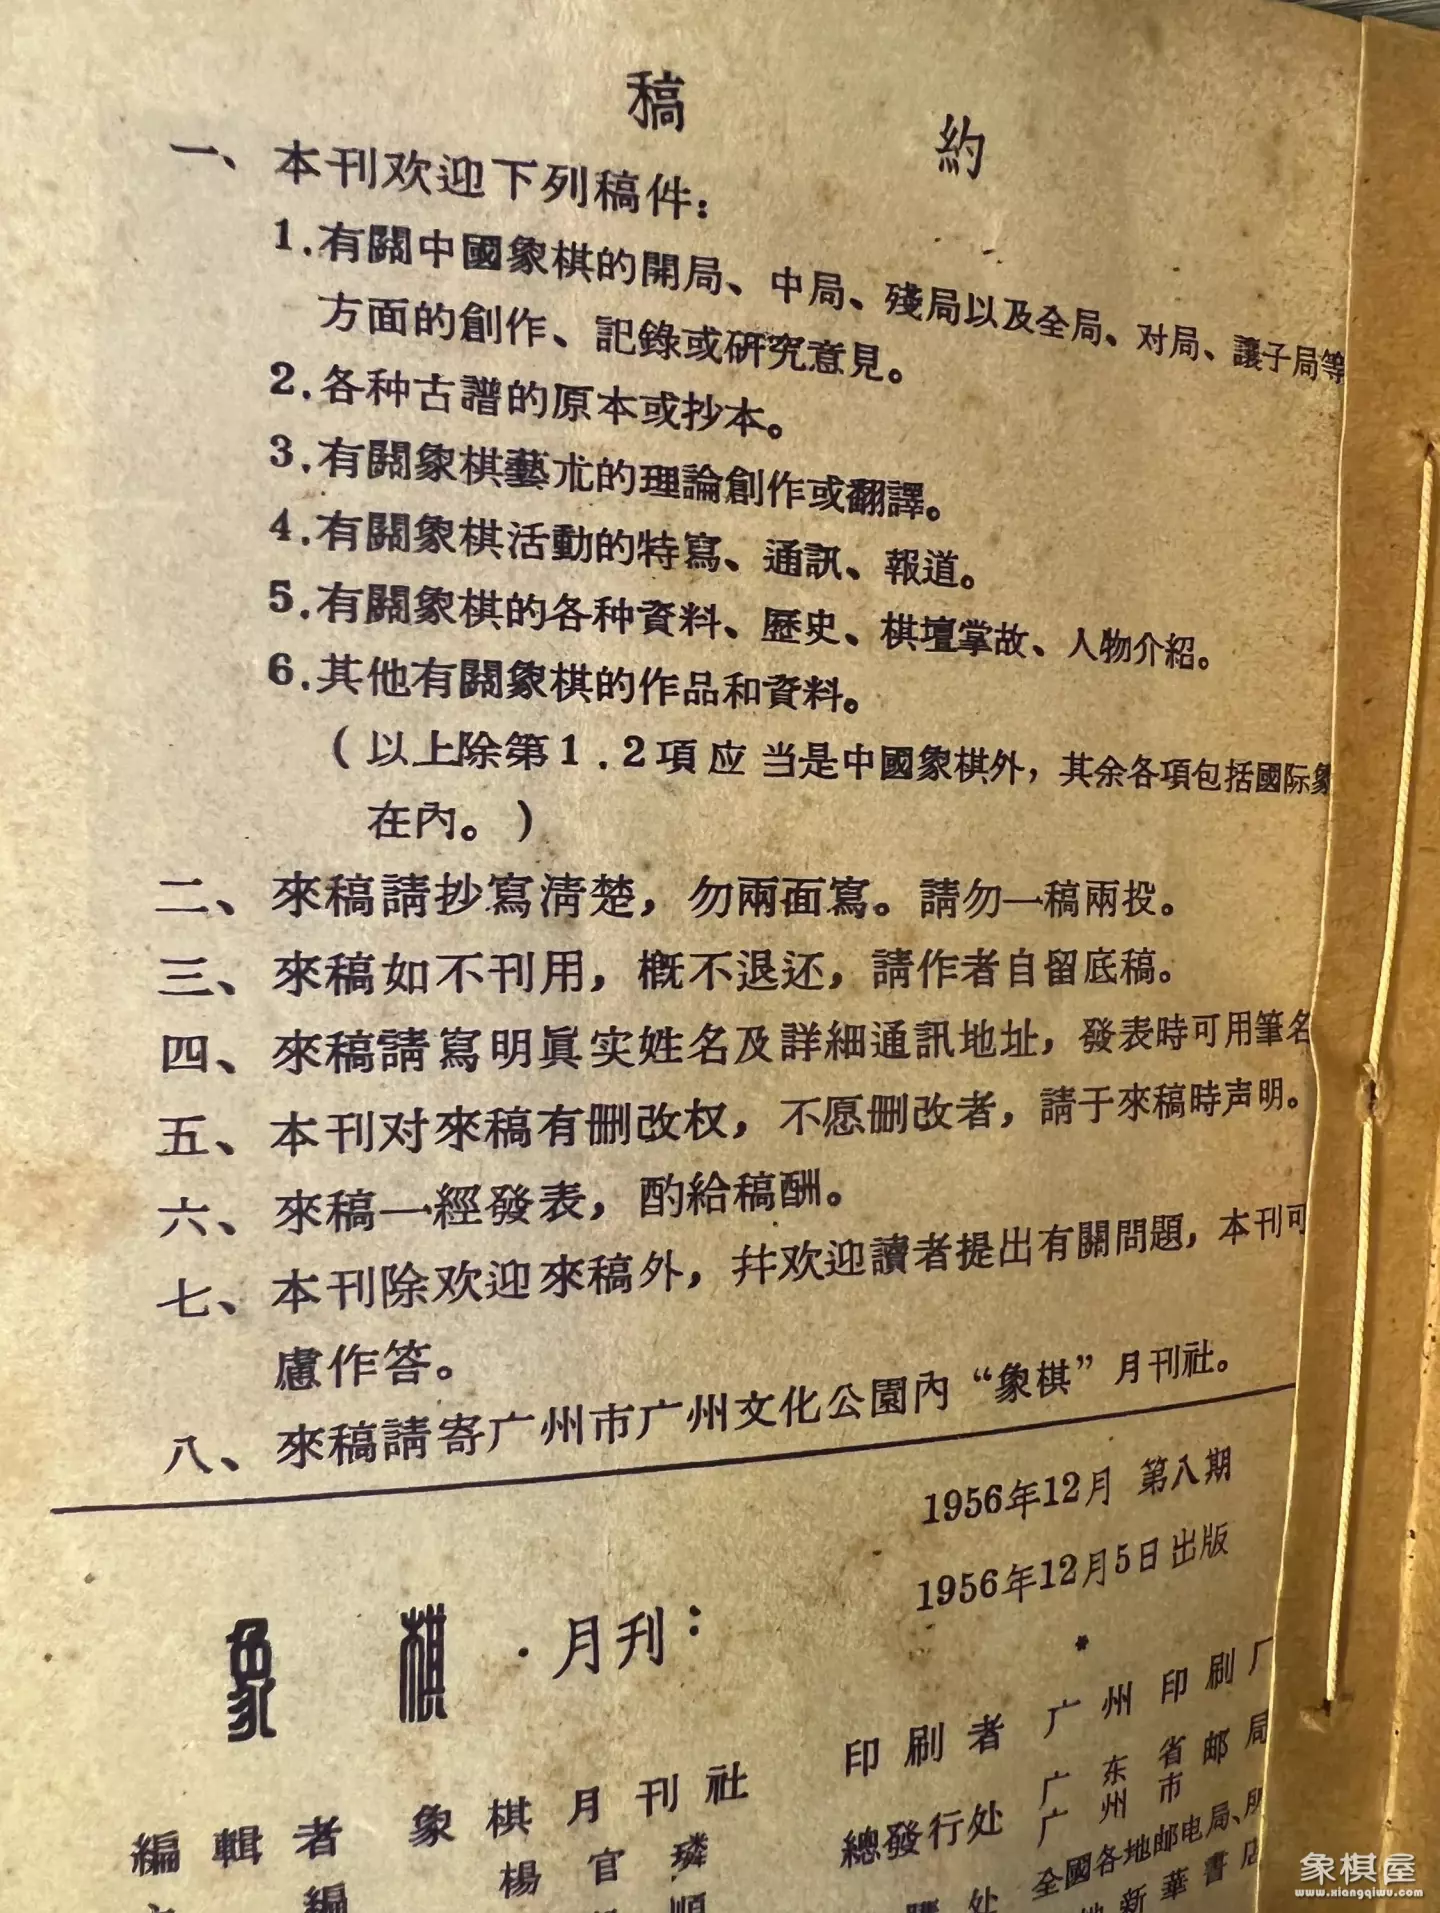 稿 約
一、本刊欢迎下列稿件：
1.有關中國象棋的開局、中局、殘局以及全局、对局、讓子局等
方面的創作、記錄或研究意見。
2.各种古譜的原本或抄本。
3.有關象棋藝朮的理論創作或翻譯。
4.有關象棋活動的特寫、通訊、報道。
5.有關象棋的各种資料、歷史、棋壇掌故、人物介紹。
6.其他有關象棋的作品和資料。
（以上除第1.2項应当是中國象棋外，其余各項包括國际象
在內。）
二、來稿請抄寫清楚，勿兩面寫。請勿一稿兩投。
三、來稿如不刊用，概不退还，請作者自留底稿。
四、來稿請寫明眞实姓名及詳細通訊地址，發表時可用筆名
五、本刊对來稿有删改权，不愿删改者，請于來稿時声明。
六、來稿一經發表，酌給稿酬。
七、本刊除欢迎來稿外，幷欢迎讀者提出有關問題，本刊可
慮作答。
八、來稿請寄广州市广州文化公園內“象棋”月刊社。
1956年12月 第八期
1956年12月5日出版
*
象棋·月刊：
印刷者 广州印刷厂
編輯者 象棋月刊社
總發行处 广东省邮局
广州市
楊官璘
全國各地邮电局、所
編
順
处
新華書店
象棋屋
www.xiangqiwu.com